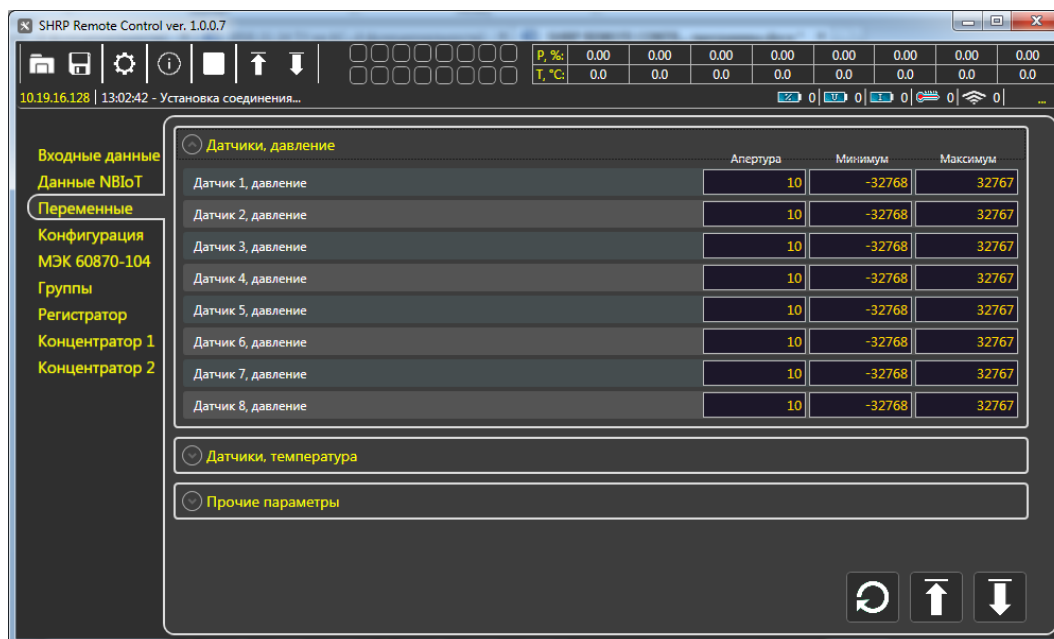 SHRP Remote Control ver. 1.0.0.7
P, %: 0.00 0.00 0.00 0.00 0.00 0.00 0.00 0.00
T, °C: 0.0 0.0 0.0 0.0 0.0 0.0 0.0 0.0
10.19.16.128 13:02:42 - Установка соединения... % 0 U 0 I 0 0 0 ...
Входные данные
Данные NBIoT
Переменные
Конфигурация
МЭК 60870-104
Группы
Регистратор
Концентратор 1
Концентратор 2
Датчики, давление
Апертура Минимум Максимум
Датчик 1, давление 10 -32768 32767
Датчик 2, давление 10 -32768 32767
Датчик 3, давление 10 -32768 32767
Датчик 4, давление 10 -32768 32767
Датчик 5, давление 10 -32768 32767
Датчик 6, давление 10 -32768 32767
Датчик 7, давление 10 -32768 32767
Датчик 8, давление 10 -32768 32767
Датчики, температура
Прочие параметры